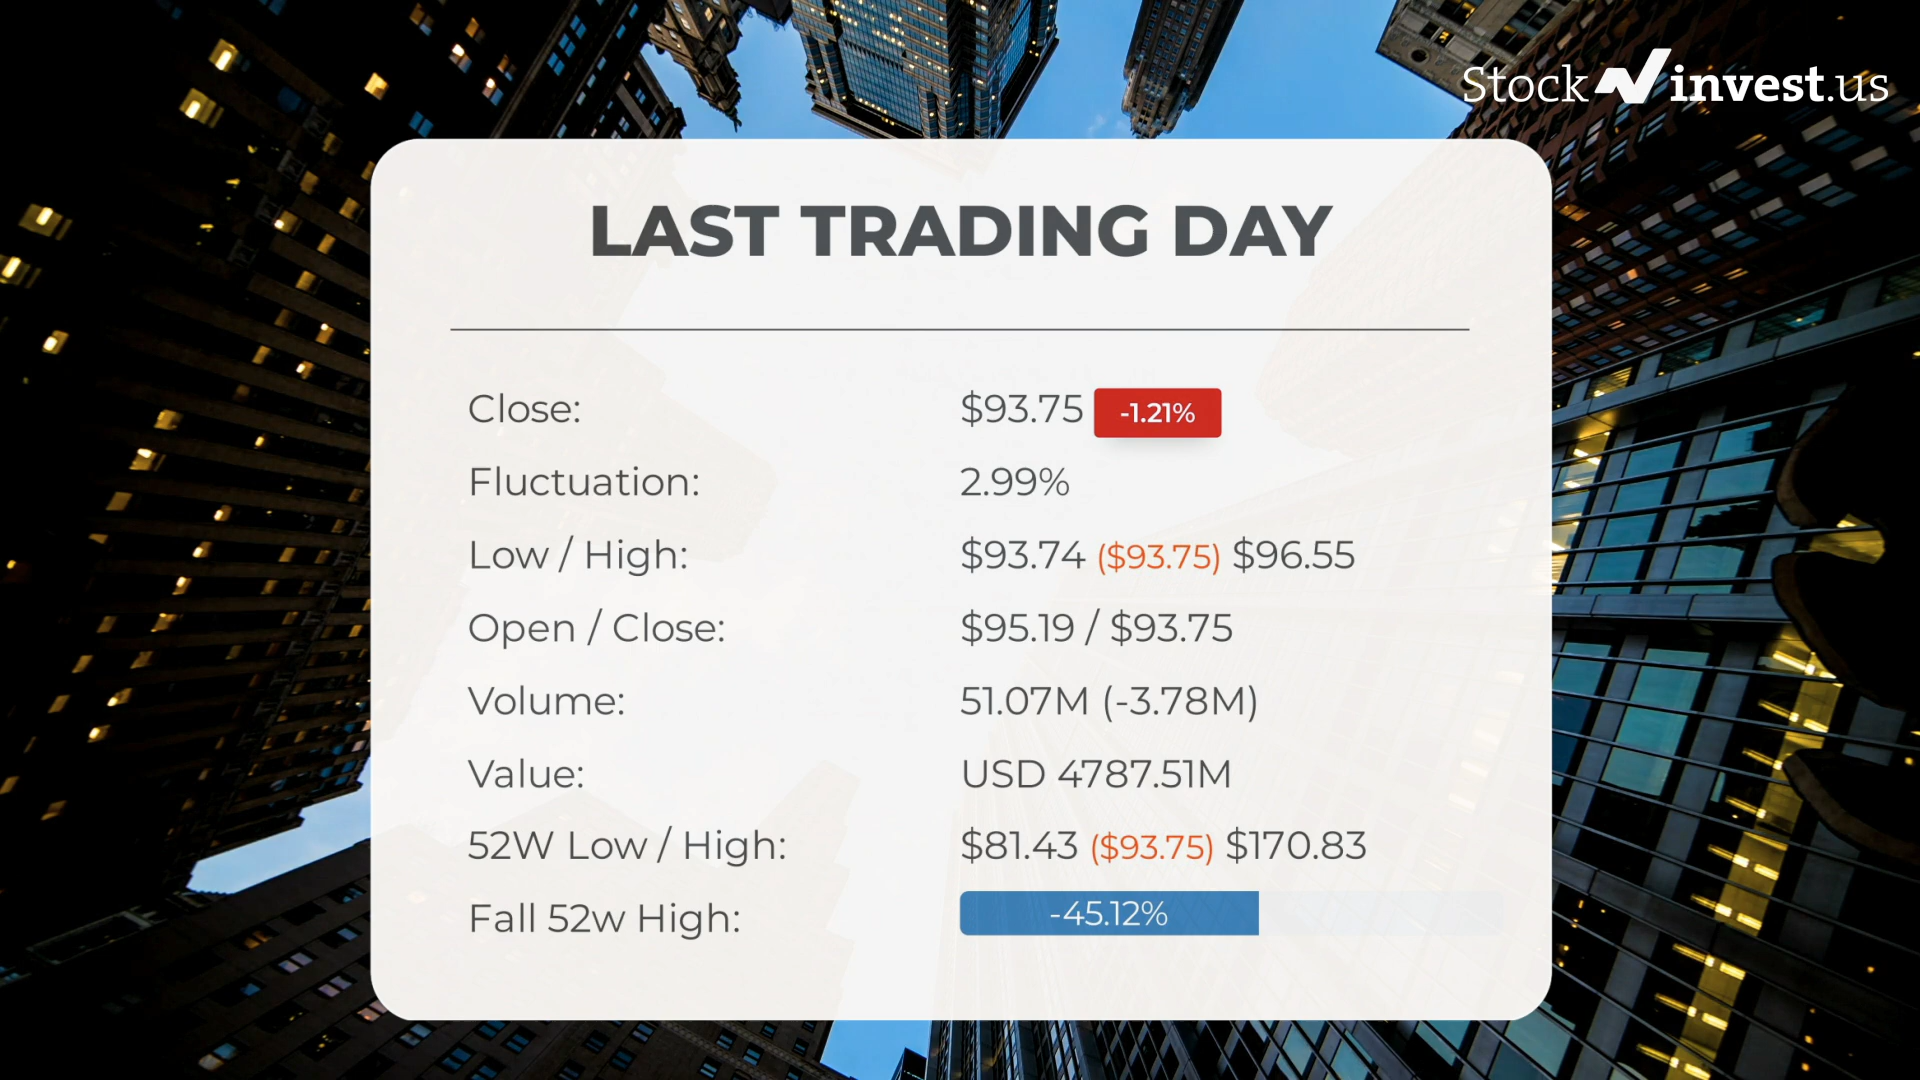 Stock invest.us
LAST TRADING DAY
Close: $93.75 -1.21%
Fluctuation: 2.99%
Low / High: $93.74 ($93.75) $96.55
Open / Close: $95.19 / $93.75
Volume: 51.07M (-3.78M)
Value: USD 4787.51M
52W Low / High: $81.43 ($93.75) $170.83
Fall 52w High: -45.12%